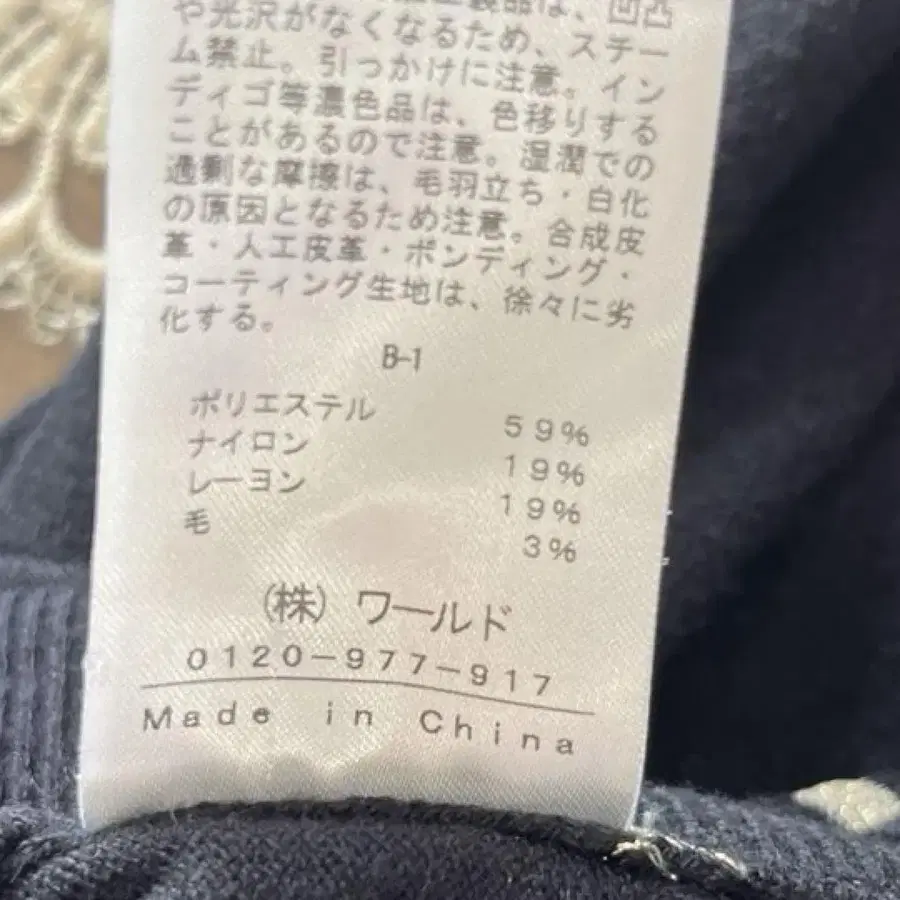 製品は、凹凸
や光沢がなくなるため、スチー
ム禁止。引っかけに注意。イン
ディゴ等濃色品は、色移りする
ことがあるので注意。湿潤での
過剰な摩擦は、毛羽立ち・白化
の原因となるため注意。合成皮
革・人工皮革・ボンディング・
コーティング生地は、徐々に劣
化する。
B-1
ポリエステル 59%
ナイロン 19%
レーヨン 19%
毛 3%
(株) ワールド
0120-977-917
Made in China